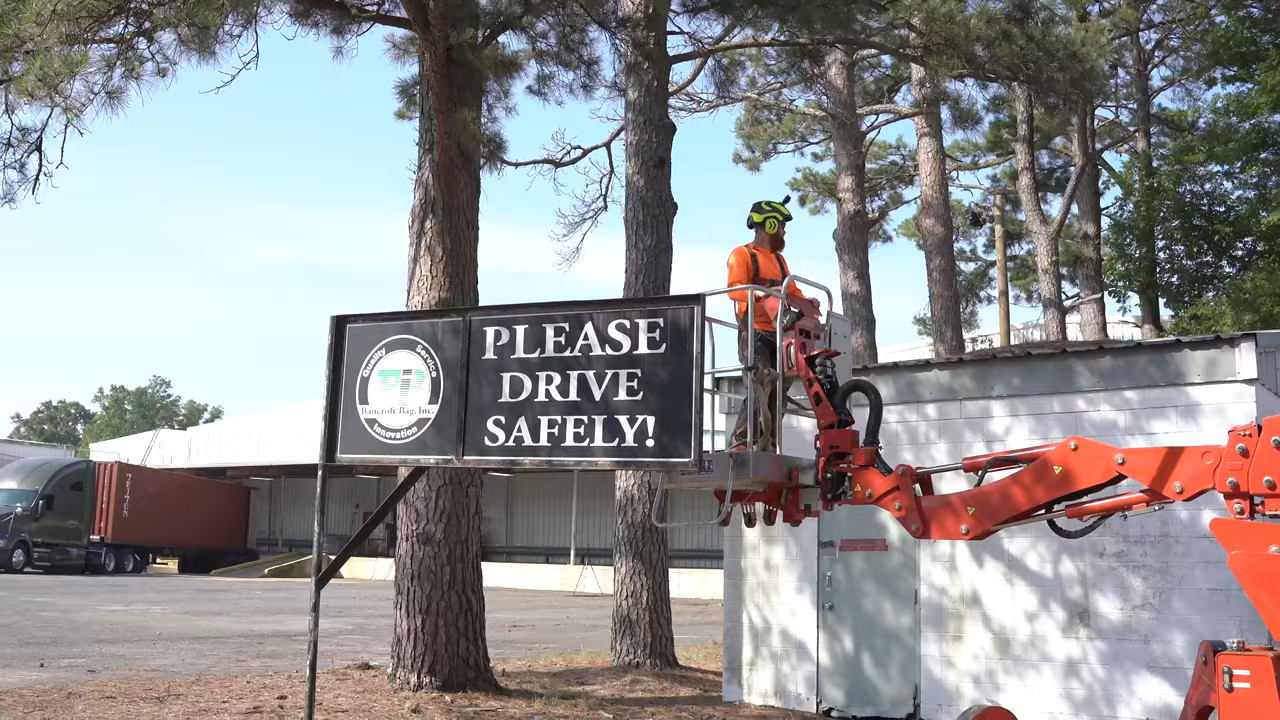 Quality
Service
Bancroft Bag, Inc.
Innovation
PLEASE
DRIVE
SAFELY!